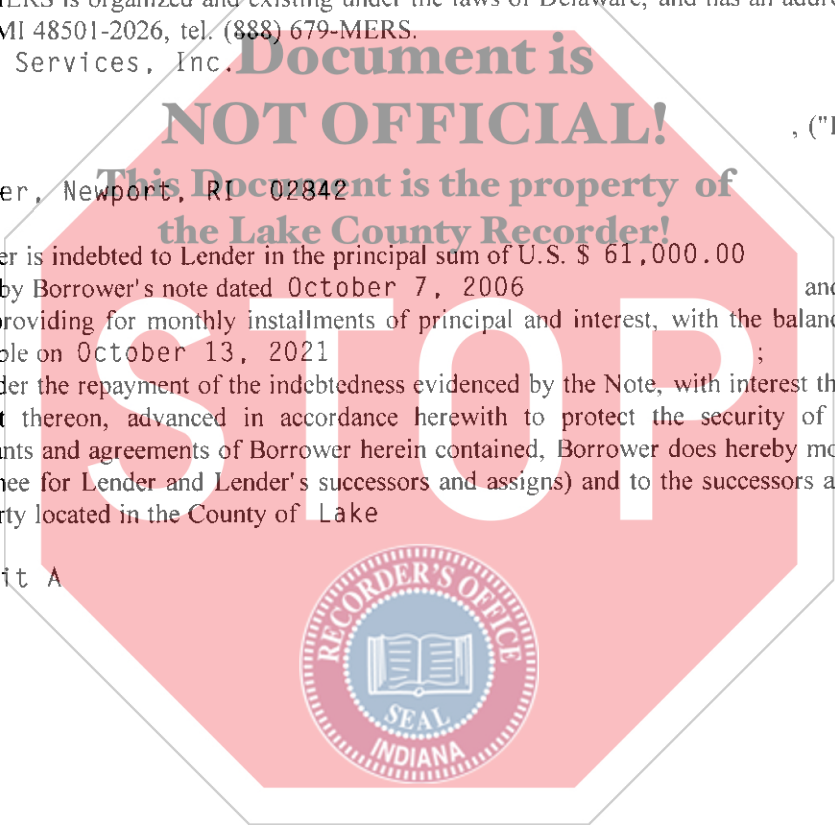 MERS is organized and existing under the laws of Delaware, and has an addre
MI 48501-2026, tel. (888) 679-MERS.
Services, Inc.
Document is
NOT OFFICIAL!
, ("
This Document is the property of
er, Newport, RI 02842
the Lake County Recorder!
er is indebted to Lender in the principal sum of U.S. $ 61,000.00
by Borrower's note dated October 7, 2006 and
providing for monthly installments of principal and interest, with the balanc
ble on October 13, 2021 ;
der the repayment of the indebtedness evidenced by the Note, with interest th
t thereon, advanced in accordance herewith to protect the security of
nts and agreements of Borrower herein contained, Borrower does hereby mo
nee for Lender and Lender's successors and assigns) and to the successors a
rty located in the County of Lake
STOP
it A
RECORDER'S OFFICE
SEAL
INDIANA